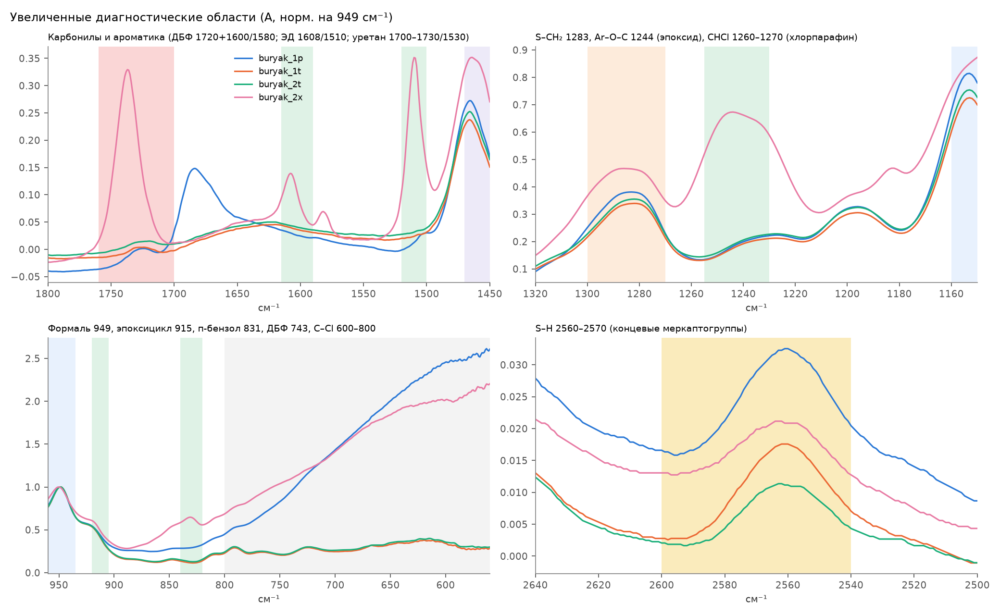 Увеличенные диагностические области (A, норм. на 949 см⁻¹)
Карбонилы и ароматика (ДБФ 1720+1600/1580; ЭД 1608/1510; уретан 1700–1730/1530)
0.35
0.30
0.25
0.20
0.15
0.10
0.05
0.00
−0.05
buryak_1p
buryak_1t
buryak_2t
buryak_2x
1800 1750 1700 1650 1600 1550 1500 1450
см⁻¹
S–CH₂ 1283, Ar–O–C 1244 (эпоксид), CHCl 1260–1270 (хлорпарафин)
0.9
0.8
0.7
0.6
0.5
0.4
0.3
0.2
0.1
1320 1300 1280 1260 1240 1220 1200 1180 1160
см⁻¹
Формаль 949, эпоксицикл 915, п-бензол 831, ДБФ 743, C–Cl 600–800
2.5
2.0
1.5
1.0
0.5
0.0
950 900 850 800 750 700 650 600
см⁻¹
S–H 2560–2570 (концевые меркаптогруппы)
0.030
0.025
0.020
0.015
0.010
0.005
0.000
2640 2620 2600 2580 2560 2540 2520 2500
см⁻¹